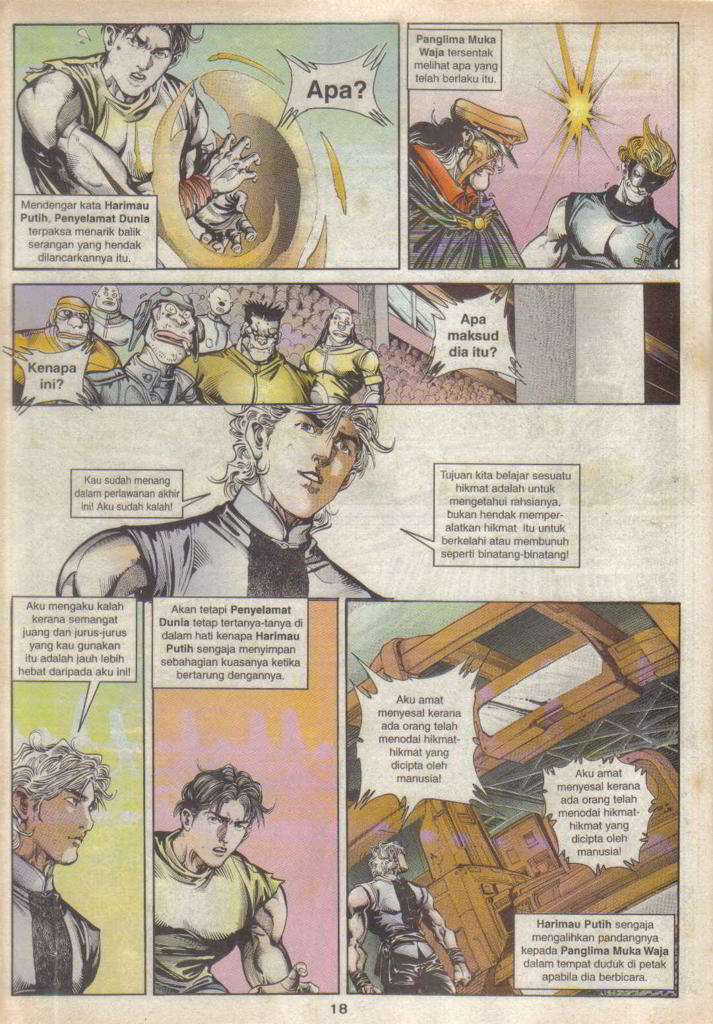 Apa?
Mendengar kata Harimau
Putih, Penyelamat Dunia
terpaksa menarik balik
serangan yang hendak
dilancarkannya itu.
Panglima Muka
Waja tersentak
melihat apa yang
telah berlaku itu.
Kenapa
ini?
Apa
maksud
dia itu?
Kau sudah menang
dalam perlawanan akhir
ini! Aku sudah kalah!
Tujuan kita belajar sesuatu
hikmat adalah untuk
mengetahui rahsianya,
bukan hendak memper-
alatkan hikmat itu untuk
berkelahi atau membunuh
seperti binatang-binatang!
Aku mengaku kalah
kerana semangat
juang dan jurus-jurus
yang kau gunakan
itu adalah jauh lebih
hebat daripada aku ini!
Akan tetapi Penyelamat
Dunia tetap tertanya-tanya di
dalam hati kenapa Harimau
Putih sengaja menyimpan
sebahagian kuasanya ketika
bertarung dengannya.
Aku amat
menyesal kerana
ada orang telah
menodai hikmat-
hikmat yang
dicipta oleh
manusia!
Aku amat
menyesal kerana
ada orang telah
menodai hikmat-
hikmat yang
dicipta oleh
manusia!
Harimau Putih sengaja
mengalihkan pandangnya
kepada Panglima Muka Waja
dalam tempat duduk di petak
apabila dia berbicara.
18